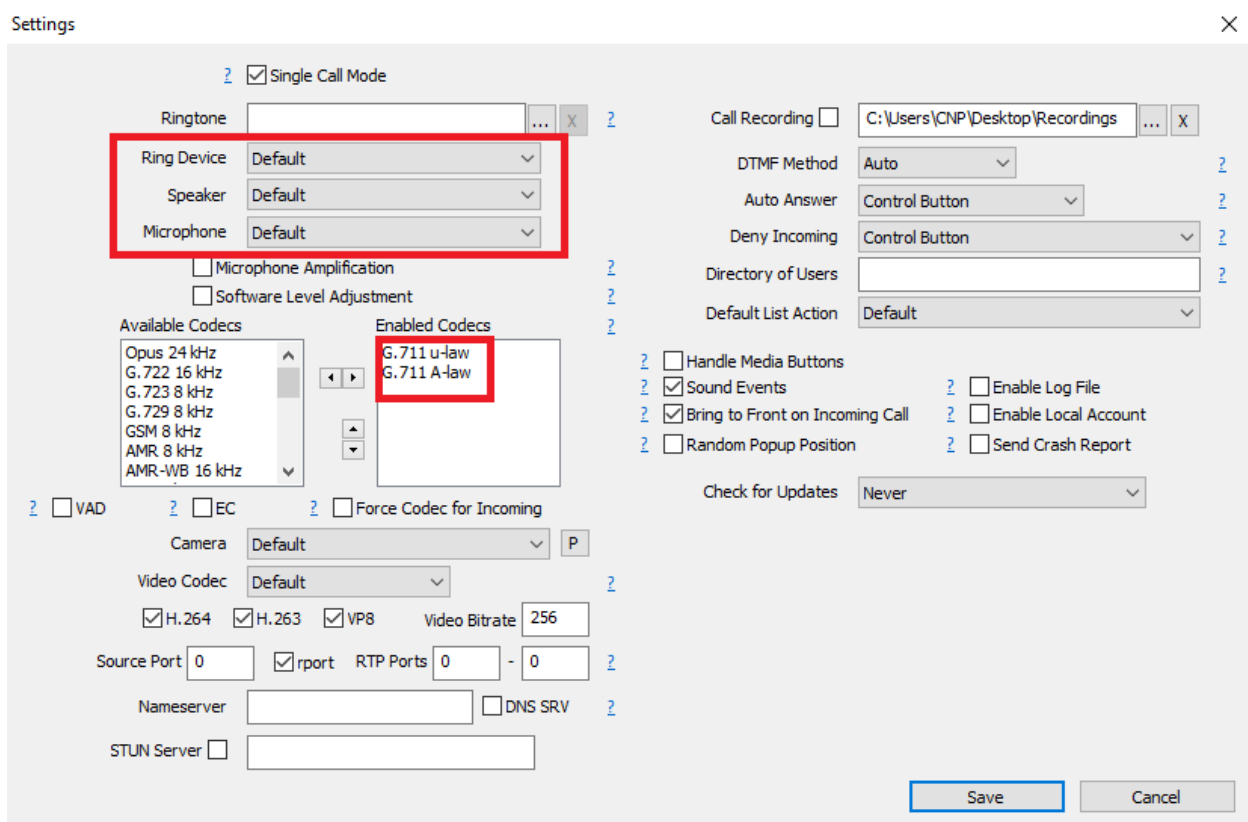 Settings
? Single Call Mode
Ringtone ... X ?
Ring Device Default
Speaker Default
Microphone Default
Microphone Amplification ?
Software Level Adjustment ?
Available Codecs Enabled Codecs ?
Opus 24 kHz
G.722 16 kHz
G.723 8 kHz
G.729 8 kHz
GSM 8 kHz
AMR 8 kHz
AMR-WB 16 kHz
G.711 u-law
G.711 A-law
? VAD ? EC ? Force Codec for Incoming
Camera Default P
Video Codec Default ?
H.264 H.263 VP8 Video Bitrate 256
Source Port 0 rport RTP Ports 0 - 0 ?
Nameserver DNS SRV ?
STUN Server
Call Recording C:\Users\CNP\Desktop\Recordings ... X
DTMF Method Auto ?
Auto Answer Control Button ?
Deny Incoming Control Button ?
Directory of Users ?
Default List Action Default
? Handle Media Buttons
? Sound Events ? Enable Log File
? Bring to Front on Incoming Call ? Enable Local Account
? Random Popup Position ? Send Crash Report
Check for Updates Never
Save Cancel